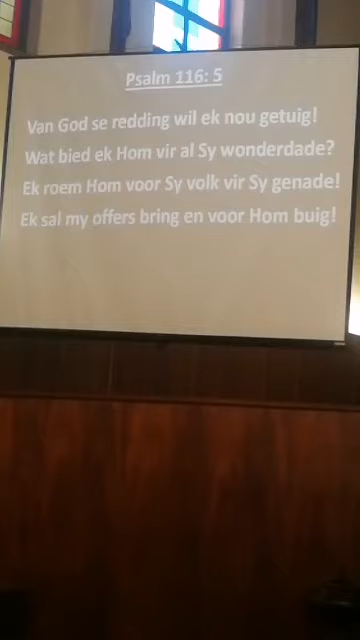 Psalm 116: 5
Van God se redding wil ek nou getuig!
Wat bied ek Hom vir al Sy wonderdade?
Ek roem Hom voor Sy volk vir Sy genade!
Ek sal my offers bring en voor Hom buig!